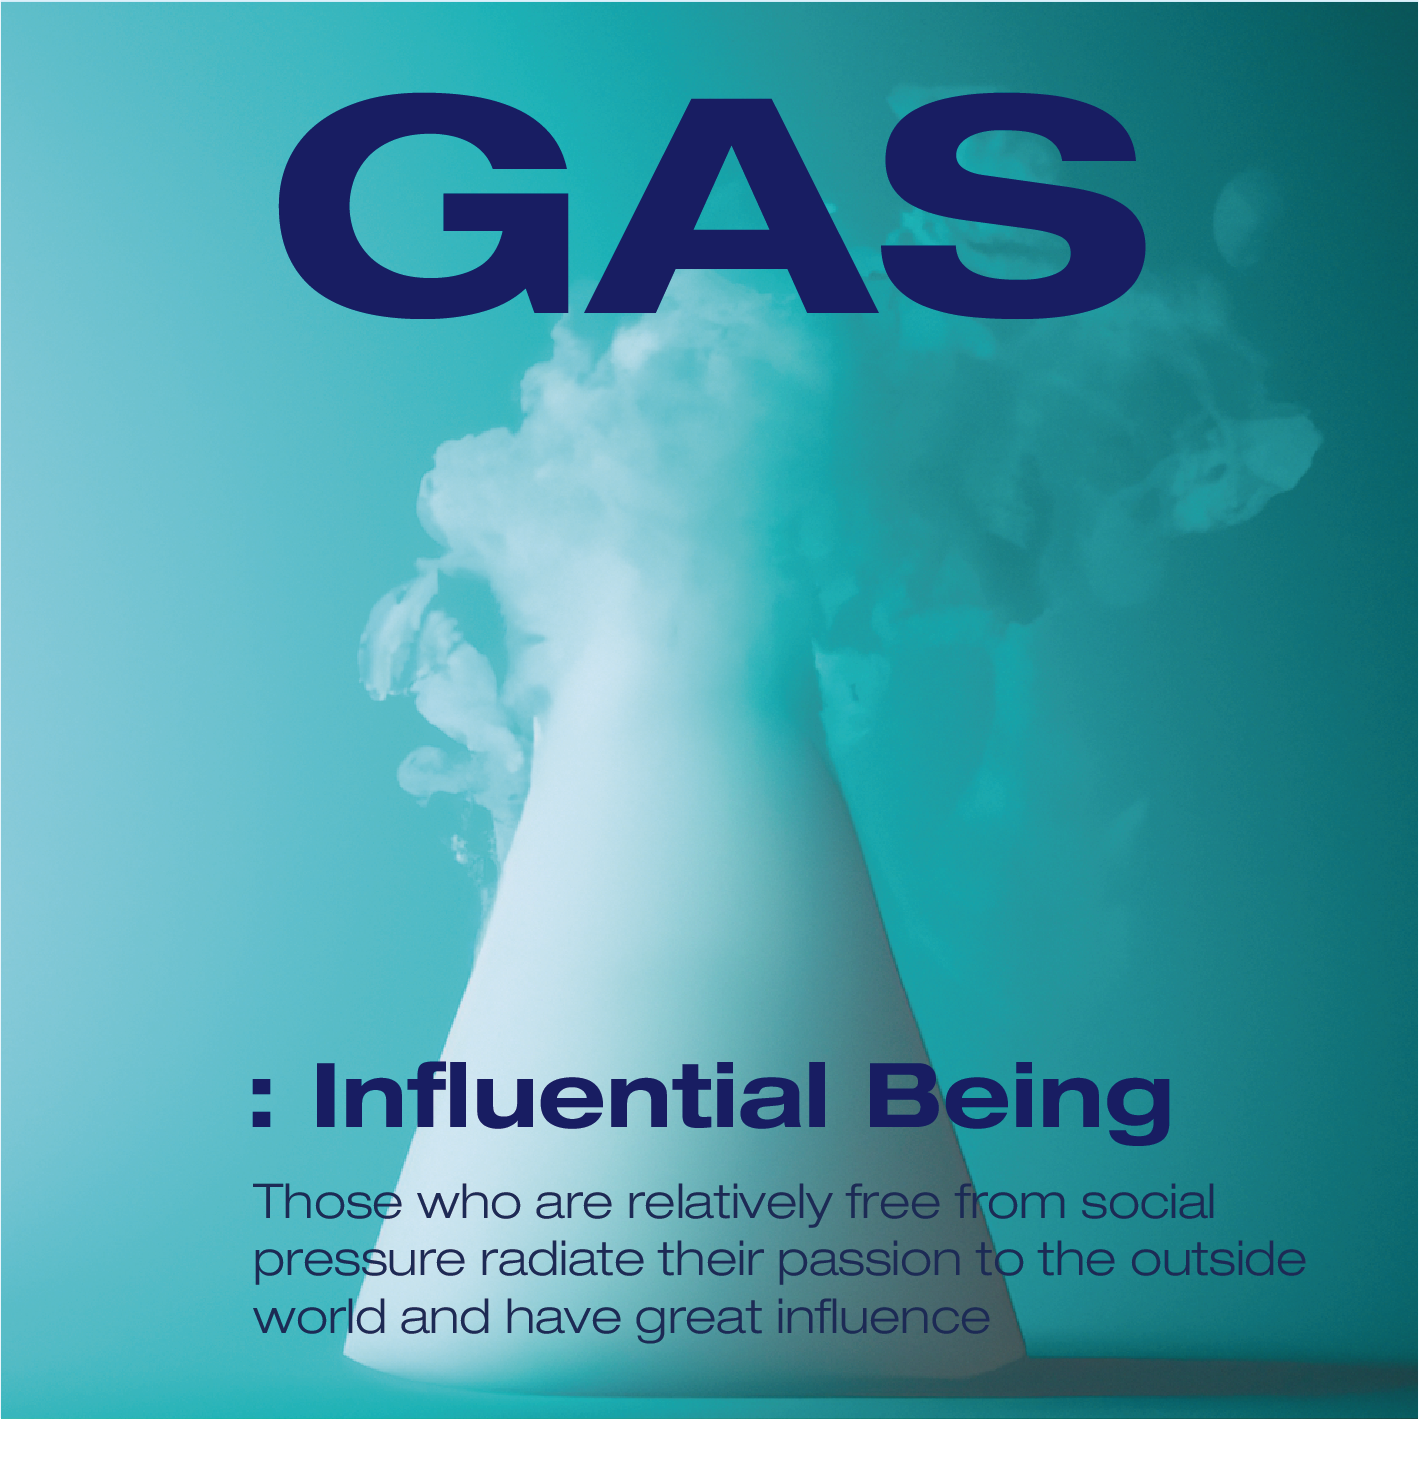 GAS
: Influential Being
Those who are relatively free from social
pressure radiate their passion to the outside
world and have great influence